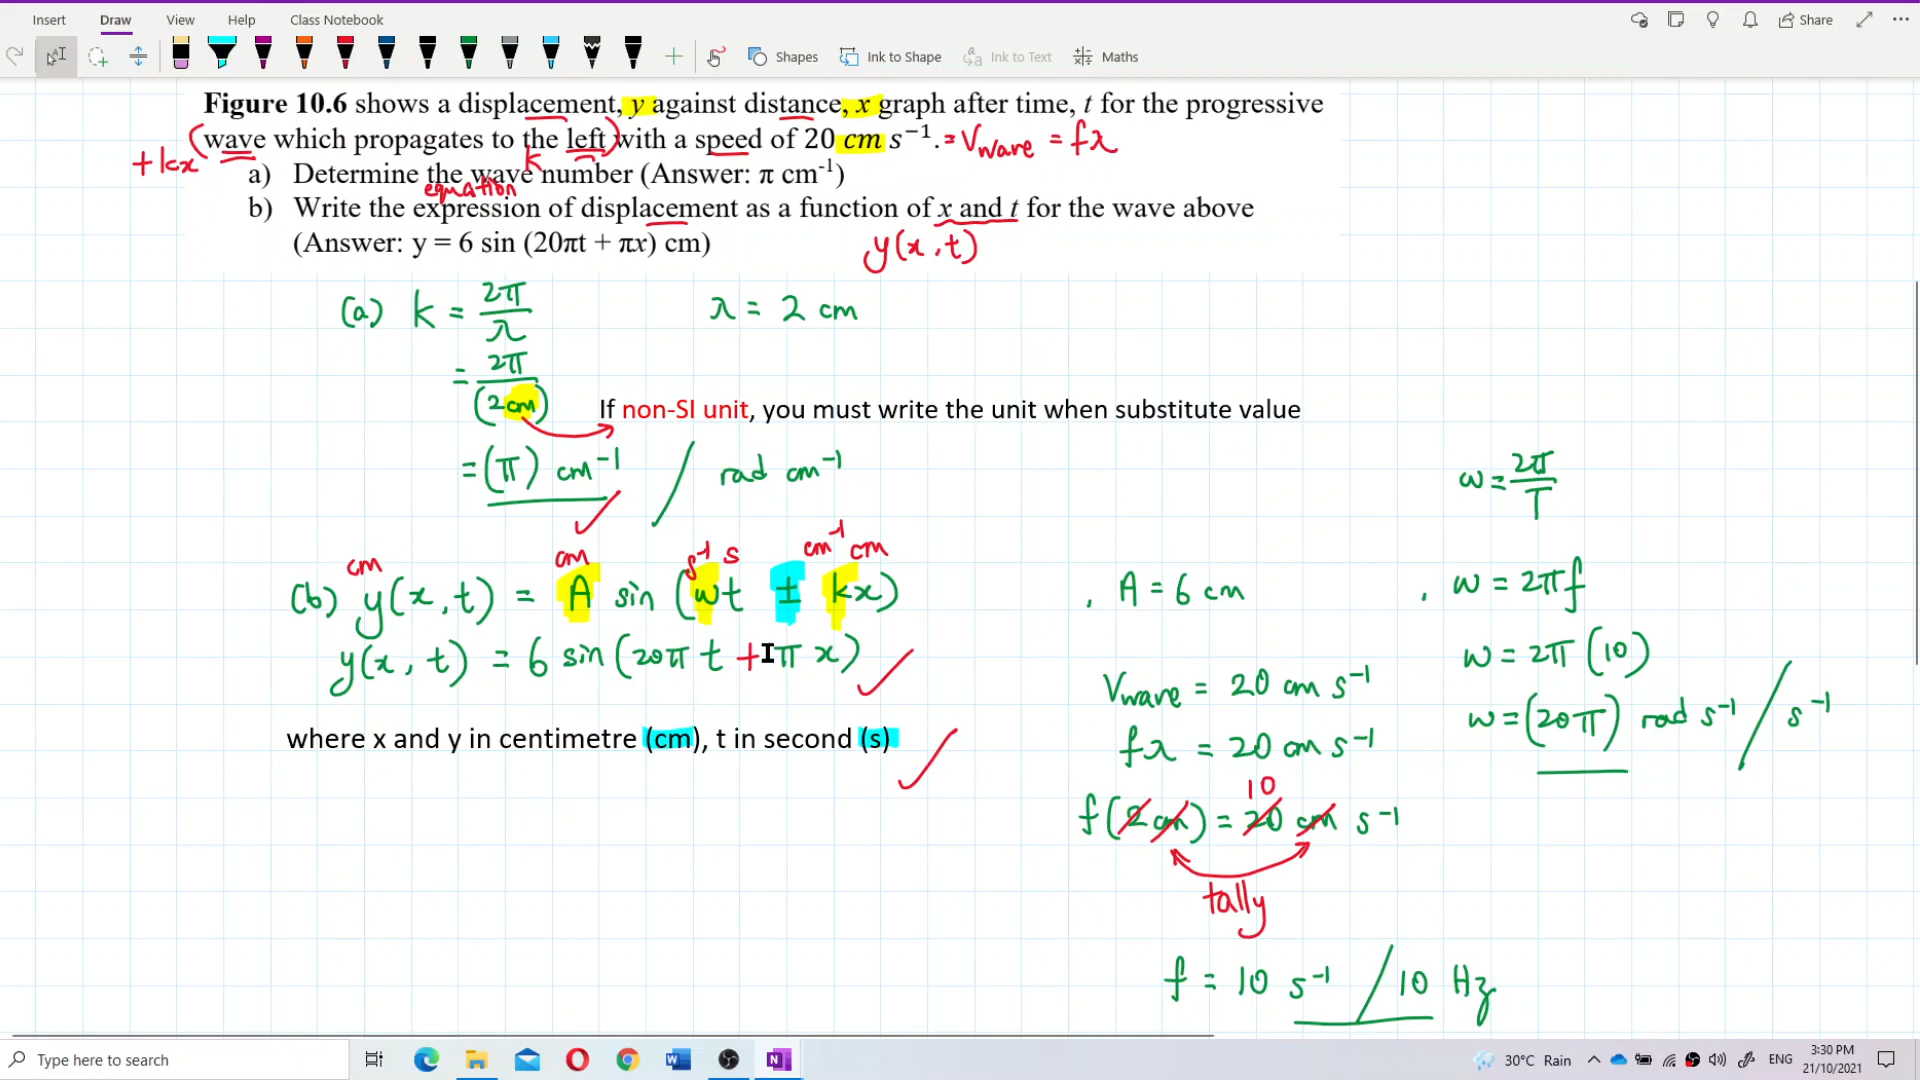 Insert Draw View Help Class Notebook Share
Shapes Ink to Shape Ink to Text Maths
Figure 10.6 shows a displacement, y against distance, x graph after time, t for the progressive
wave which propagates to the left with a speed of 20 cm s⁻¹. = Vwave = fλ
+kx
k
a) Determine the wave number (Answer: π cm⁻¹)
equation
b) Write the expression of displacement as a function of x and t for the wave above
(Answer: y = 6 sin (20πt + πx) cm)
y(x,t)
(a) k = 2π/λ
λ = 2 cm
= 2π/(2cm)
If non-SI unit, you must write the unit when substitute value
= (π) cm⁻¹ / rad cm⁻¹
ω = 2π/T
cm cm s⁻¹ s cm⁻¹ cm
(b) y(x,t) = A sin (ωt ± kx)
, A = 6 cm
, ω = 2πf
y(x,t) = 6 sin (20π t + π x)
ω = 2π (10)
Vwave = 20 cm s⁻¹
ω = (20π) rad s⁻¹ / s⁻¹
where x and y in centimetre (cm), t in second (s)
fλ = 20 cm s⁻¹
10
f(2cm) = 20 cm s⁻¹
tally
f = 10 s⁻¹ / 10 Hz
Type here to search
30°C Rain
ENG
3:30 PM
21/10/2021